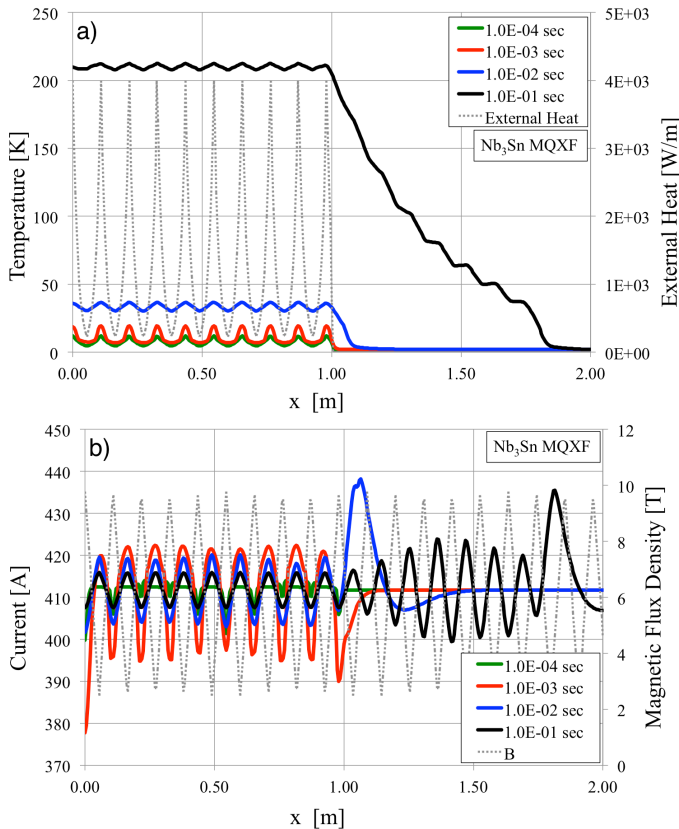 a)
250
200
150
100
50
0
Temperature [K]
5E+03
4E+03
3E+03
2E+03
1E+03
0E+00
External Heat [W/m]
1.0E-04 sec
1.0E-03 sec
1.0E-02 sec
1.0E-01 sec
External Heat
Nb₃Sn MQXF
0.00 0.50 1.00 1.50 2.00
x [m]
b)
450
440
430
420
410
400
390
380
370
Current [A]
12
10
8
6
4
2
0
Magnetic Flux Density [T]
Nb₃Sn MQXF
1.0E-04 sec
1.0E-03 sec
1.0E-02 sec
1.0E-01 sec
B
0.00 0.50 1.00 1.50 2.00
x [m]